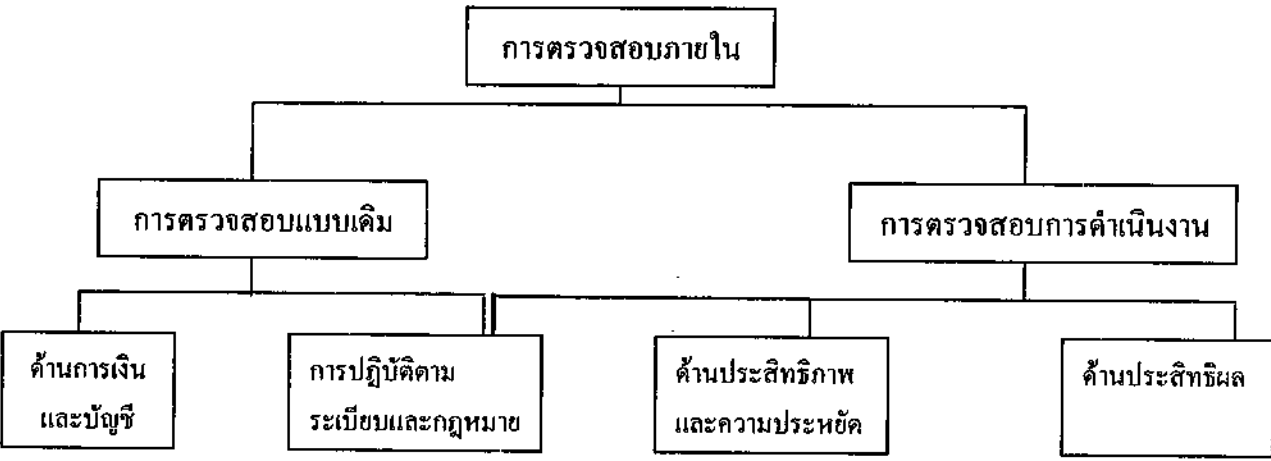 การตรวจสอบภายใน
การตรวจสอบแบบเดิม
การตรวจสอบการดำเนินงาน
ด้านการเงิน
และบัญชี
การปฏิบัติตาม
ระเบียบและกฎหมาย
ด้านประสิทธิภาพ
และความประหยัด
ด้านประสิทธิผล